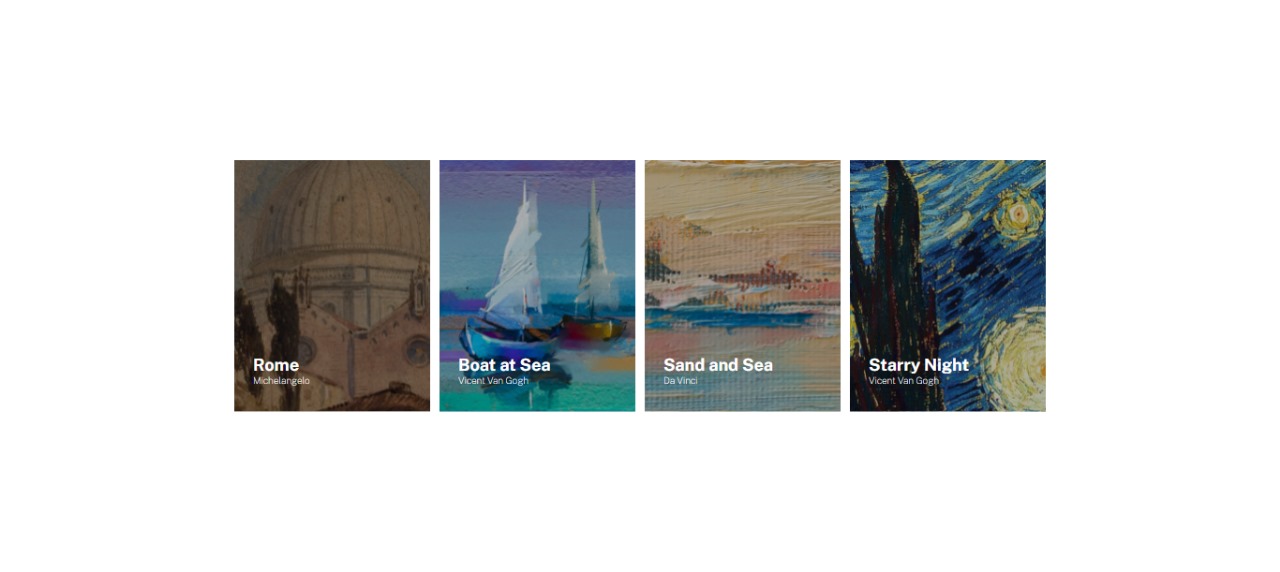 Rome
Michelangelo
Boat at Sea
Vicent Van Gogh
Sand and Sea
Da Vinci
Starry Night
Vicent Van Gogh